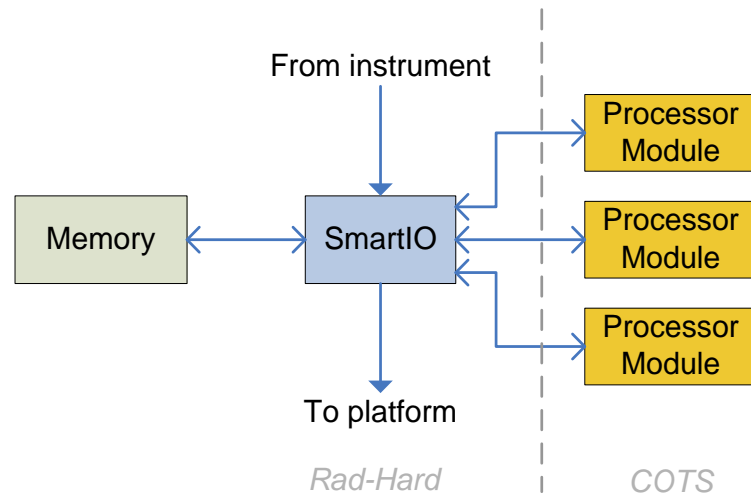 From instrument
Processor
Module
Memory
SmartIO
Processor
Module
Processor
Module
To platform
Rad-Hard
COTS